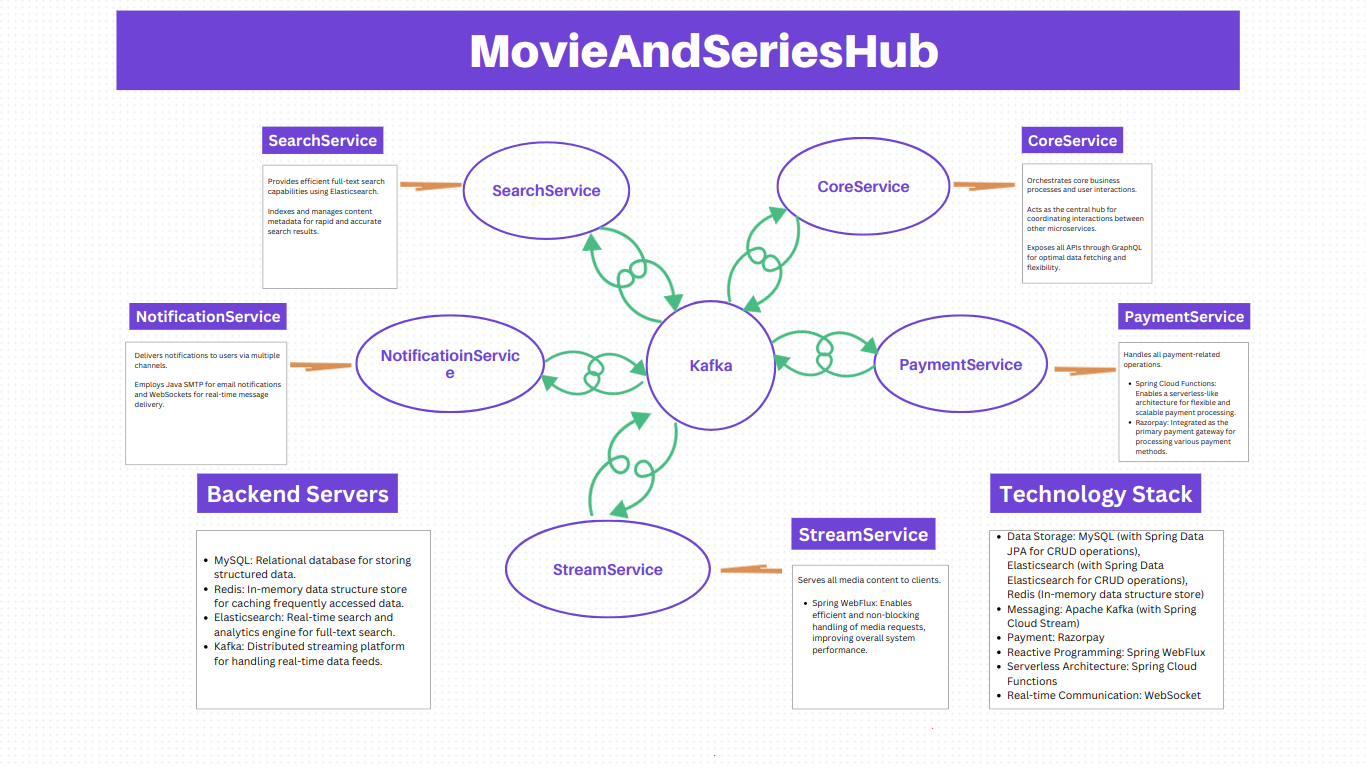 MovieAndSeriesHub
SearchService
Provides efficient full-text search
capabilities using Elasticsearch.
Indexes and manages content
metadata for rapid and accurate
search results.
SearchService
CoreService
CoreService
Orchestrates core business
processes and user interactions.
Acts as the central hub for
coordinating interactions between
other microservices.
Exposes all APIs through GraphQL
for optimal data fetching and
flexibility.
NotificationService
Delivers notifications to users via multiple
channels.
Employs Java SMTP for email notifications
and WebSockets for real-time message
delivery.
NotificatioinServic
e
Kafka
PaymentService
PaymentService
Handles all payment-related
operations.
• Spring Cloud Functions:
Enables a serverless-like
architecture for flexible and
scalable payment processing.
• Razorpay: Integrated as the
primary payment gateway for
processing various payment
methods.
Backend Servers
• MySQL: Relational database for storing
structured data.
• Redis: In-memory data structure store
for caching frequently accessed data.
• Elasticsearch: Real-time search and
analytics engine for full-text search.
• Kafka: Distributed streaming platform
for handling real-time data feeds.
StreamService
StreamService
Serves all media content to clients.
• Spring WebFlux: Enables
efficient and non-blocking
handling of media requests,
improving overall system
performance.
Technology Stack
• Data Storage: MySQL (with Spring Data
JPA for CRUD operations),
Elasticsearch (with Spring Data
Elasticsearch for CRUD operations),
Redis (In-memory data structure store)
• Messaging: Apache Kafka (with Spring
Cloud Stream)
• Payment: Razorpay
• Reactive Programming: Spring WebFlux
• Serverless Architecture: Spring Cloud
Functions
• Real-time Communication: WebSocket